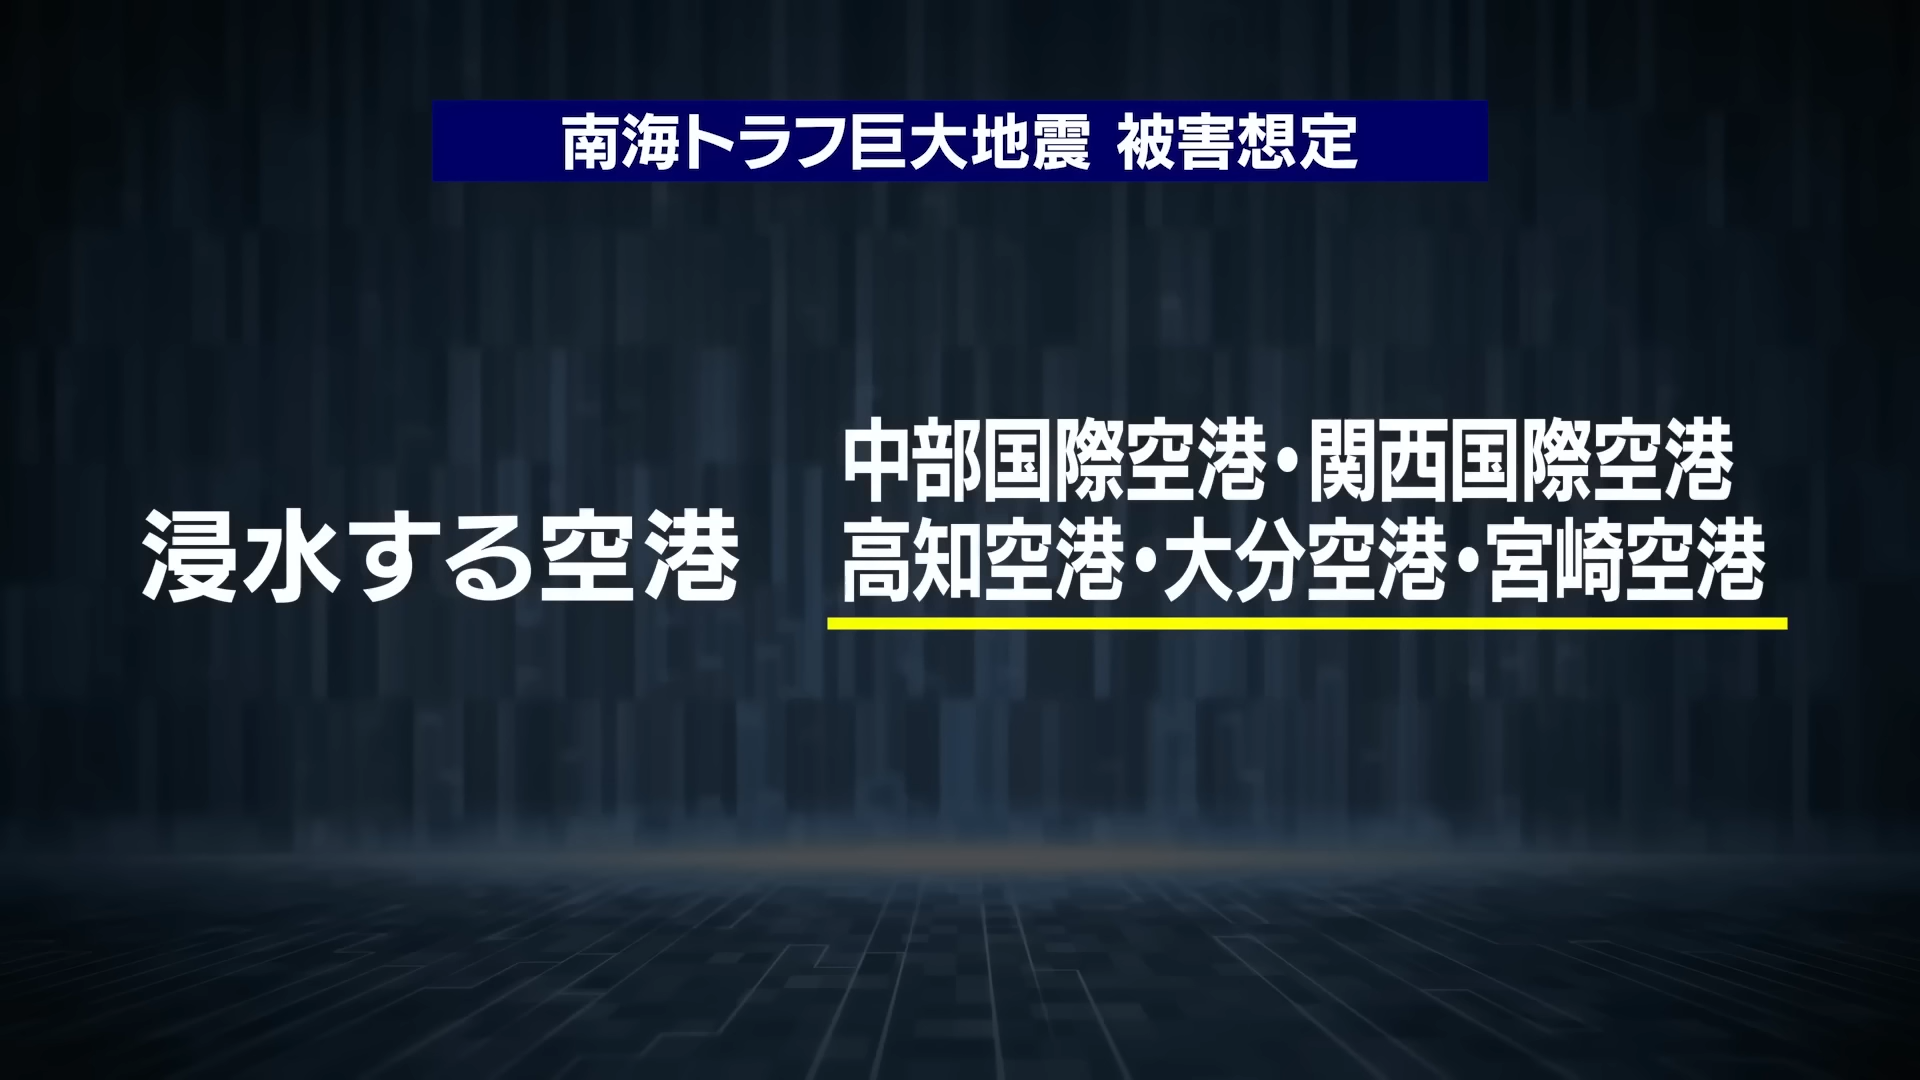 南海トラフ巨大地震 被害想定
浸水する空港
中部国際空港・関西国際空港
高知空港・大分空港・宮崎空港